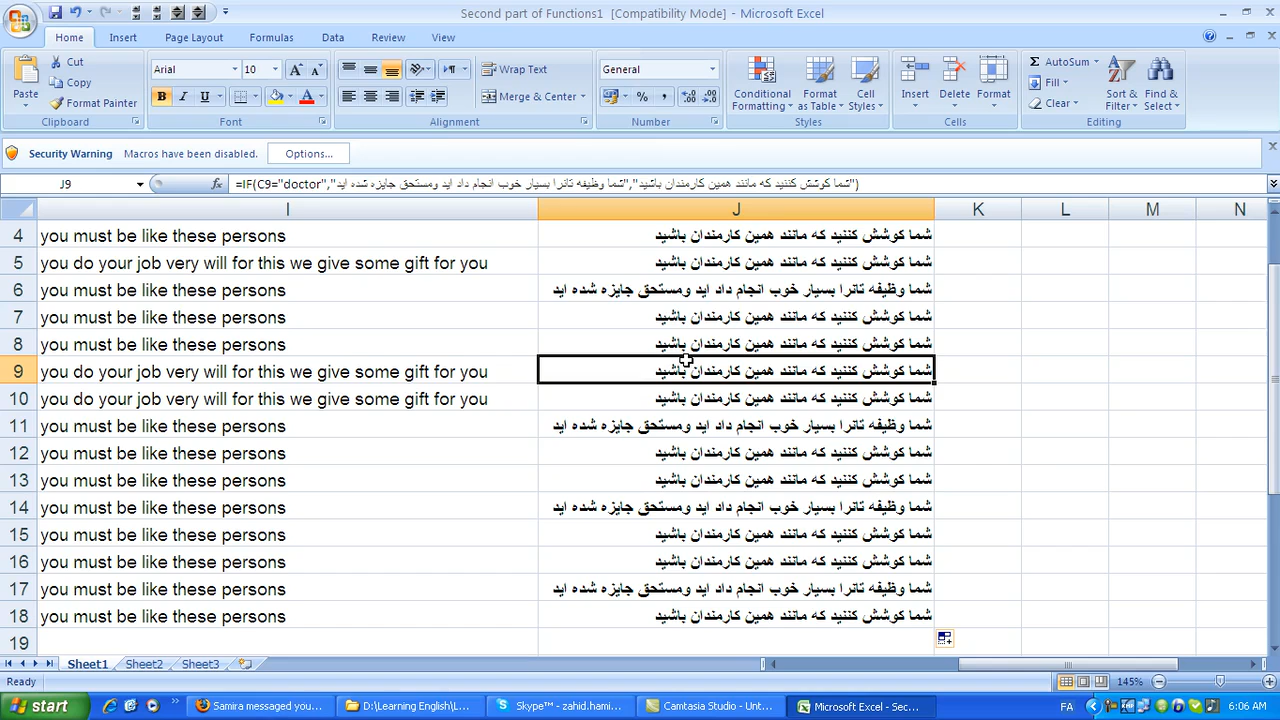 Second part of Functions1 [Compatibility Mode] - Microsoft Excel
Home Insert Page Layout Formulas Data Review View
Paste Cut Copy Format Painter Clipboard
Arial 10 B I U A Font
Wrap Text Merge & Center Alignment
General % , Number
Conditional Formatting Format as Table Cell Styles Styles
Insert Delete Format Cells
AutoSum Fill Clear Sort & Filter Find & Select Editing
Security Warning Macros have been disabled. Options...
J9 fx =IF(C9="doctor","شما وظیفه تانرا بسیار خوب انجام داد اید ومستحق جایزه شده اید","شما کوشش کننید که مانند همین کارمندان باشید")
I J K L M N
4 you must be like these persons شما کوشش کننید که مانند همین کارمندان باشید
5 you do your job very will for this we give some gift for you شما کوشش کننید که مانند همین کارمندان باشید
6 you must be like these persons شما وظیفه تانرا بسیار خوب انجام داد اید ومستحق جایزه شده اید
7 you must be like these persons شما کوشش کننید که مانند همین کارمندان باشید
8 you must be like these persons شما کوشش کننید که مانند همین کارمندان باشید
9 you do your job very will for this we give some gift for you شما کوشش کننید که مانند همین کارمندان باشید
10 you do your job very will for this we give some gift for you شما کوشش کننید که مانند همین کارمندان باشید
11 you must be like these persons شما وظیفه تانرا بسیار خوب انجام داد اید ومستحق جایزه شده اید
12 you must be like these persons شما کوشش کننید که مانند همین کارمندان باشید
13 you must be like these persons شما کوشش کننید که مانند همین کارمندان باشید
14 you must be like these persons شما وظیفه تانرا بسیار خوب انجام داد اید ومستحق جایزه شده اید
15 you must be like these persons شما کوشش کننید که مانند همین کارمندان باشید
16 you must be like these persons شما کوشش کننید که مانند همین کارمندان باشید
17 you must be like these persons شما وظیفه تانرا بسیار خوب انجام داد اید ومستحق جایزه شده اید
18 you must be like these persons شما کوشش کننید که مانند همین کارمندان باشید
19
Sheet1 Sheet2 Sheet3
Ready 145%
start Samira messaged you... D:\Learning English\L... Skype™ - zahid.hami... Camtasia Studio - Unt... Microsoft Excel - Sec... FA 6:06 AM